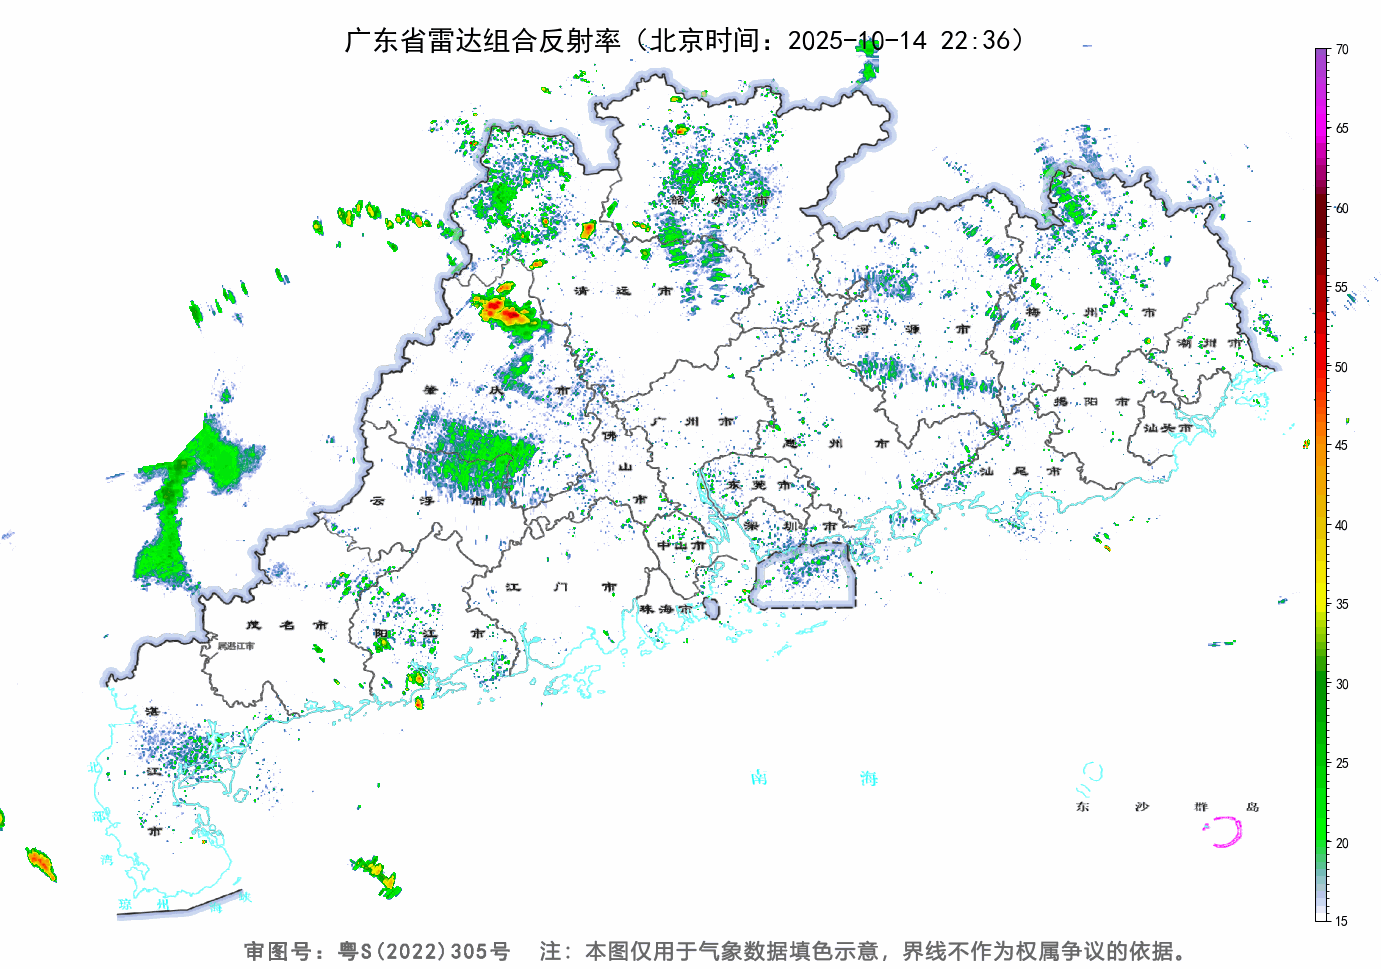 广东省雷达组合反射率（北京时间：2025-10-14 22:36）
70
65
60
55
50
45
40
35
30
25
20
15
韶关市
清远市
河源市
梅州市
潮州市
肇庆市
广州市
惠州市
揭阳市
汕头市
佛山市
云浮市
东莞市
汕尾市
深圳市
中山市
江门市
珠海市
茂名市
阳江市
属湛江市
湛江市
北部湾
琼州海峡
南海
东沙群岛
审图号：粤S(2022)305号 注：本图仅用于气象数据填色示意，界线不作为权属争议的依据。